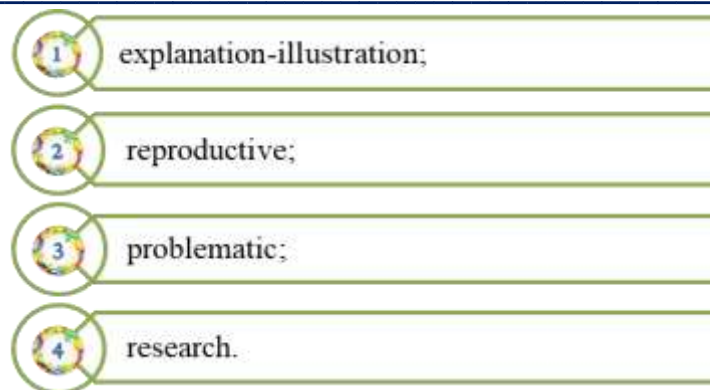 1 explanation-illustration;
2 reproductive;
3 problematic;
4 research.